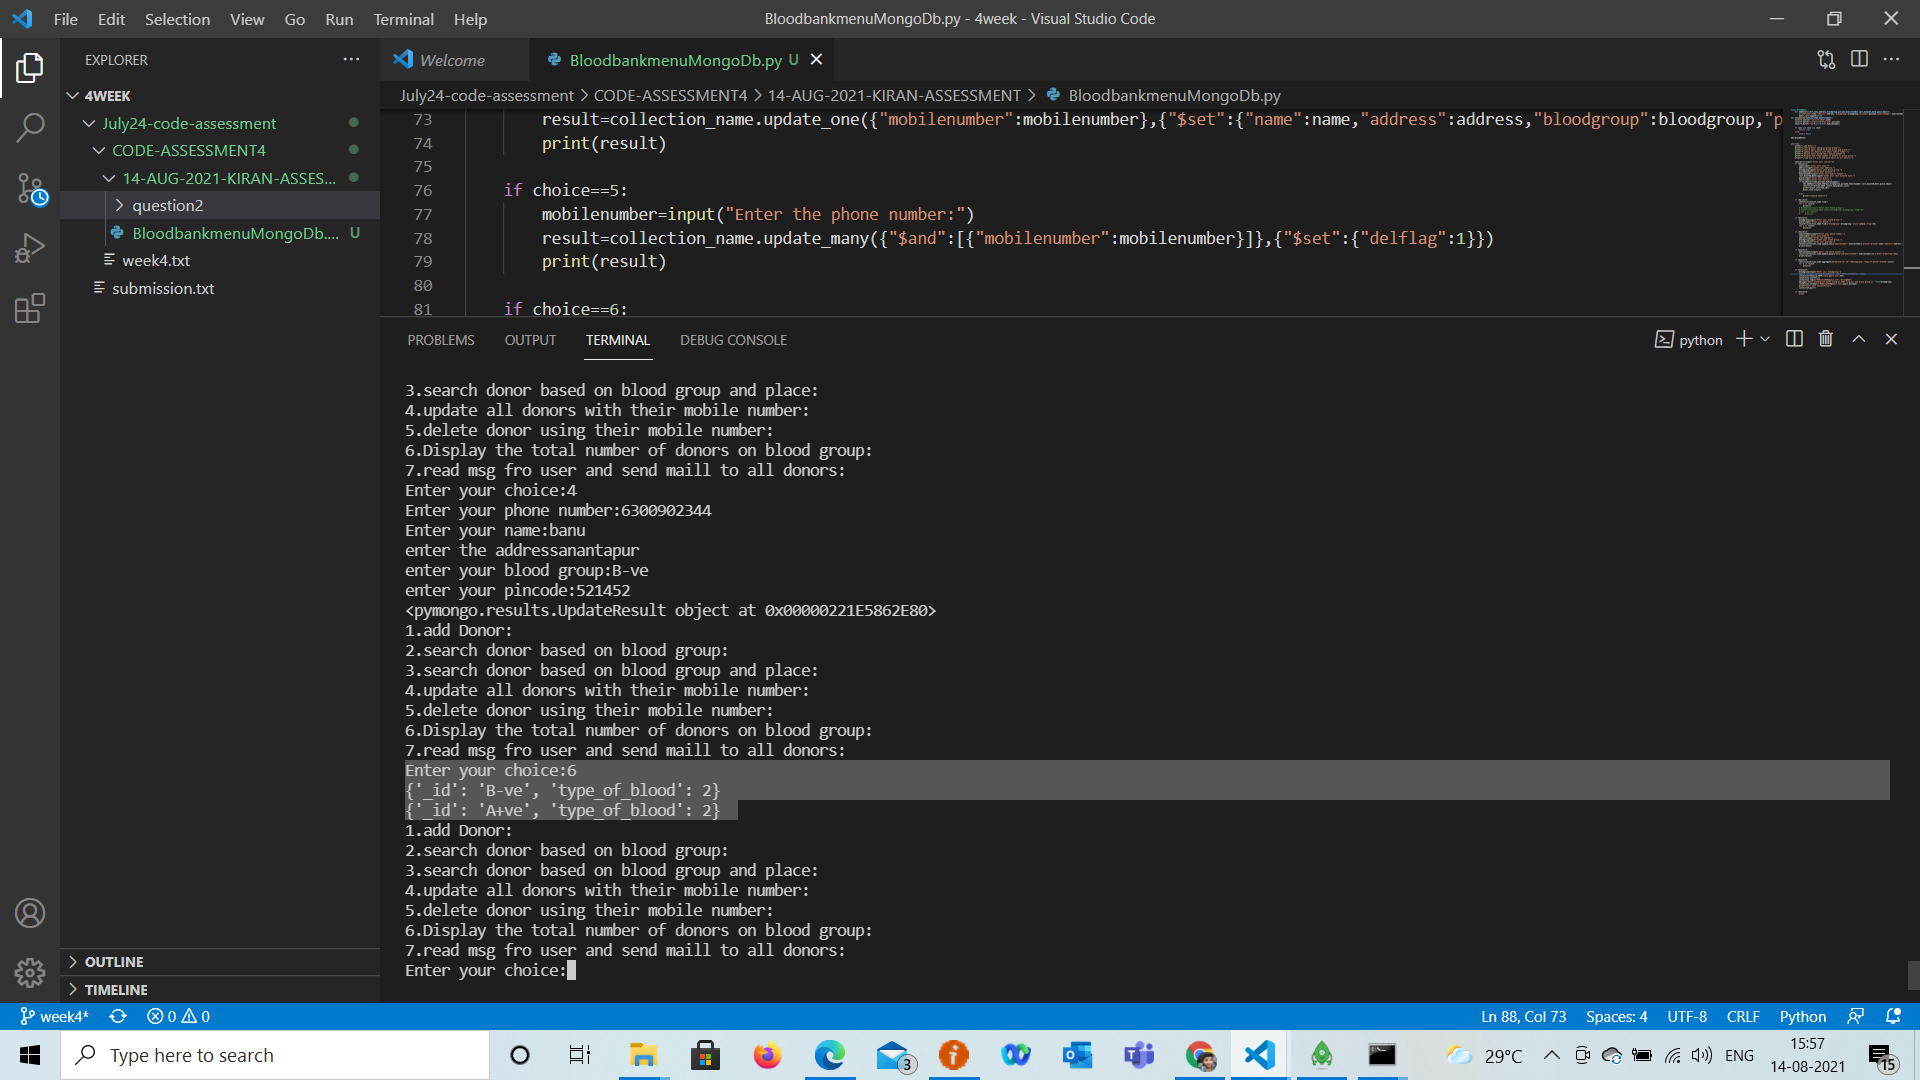 File Edit Selection View Go Run Terminal Help
BloodbankmenuMongoDb.py - 4week - Visual Studio Code
EXPLORER
Welcome
BloodbankmenuMongoDb.py U
4WEEK
July24-code-assessment > CODE-ASSESSMENT4 > 14-AUG-2021-KIRAN-ASSESSMENT > BloodbankmenuMongoDb.py
July24-code-assessment
CODE-ASSESSMENT4
14-AUG-2021-KIRAN-ASSES...
question2
BloodbankmenuMongoDb.... U
week4.txt
submission.txt
73 result=collection_name.update_one({"mobilenumber":mobilenumber},{"$set":{"name":name,"address":address,"bloodgroup":bloodgroup,"p
74 print(result)
75
76 if choice==5:
77 mobilenumber=input("Enter the phone number:")
78 result=collection_name.update_many({"$and":[{"mobilenumber":mobilenumber}]},{"$set":{"delflag":1}})
79 print(result)
80
81 if choice==6:
PROBLEMS OUTPUT TERMINAL DEBUG CONSOLE
python
3.search donor based on blood group and place:
4.update all donors with their mobile number:
5.delete donor using their mobile number:
6.Display the total number of donors on blood group:
7.read msg fro user and send maill to all donors:
Enter your choice:4
Enter your phone number:6300902344
Enter your name:banu
enter the addressanantapur
enter your blood group:B-ve
enter your pincode:521452
<pymongo.results.UpdateResult object at 0x00000221E5862E80>
1.add Donor:
2.search donor based on blood group:
3.search donor based on blood group and place:
4.update all donors with their mobile number:
5.delete donor using their mobile number:
6.Display the total number of donors on blood group:
7.read msg fro user and send maill to all donors:
Enter your choice:6
{'_id': 'B-ve', 'type_of_blood': 2}
{'_id': 'A+ve', 'type_of_blood': 2}
1.add Donor:
2.search donor based on blood group:
3.search donor based on blood group and place:
4.update all donors with their mobile number:
5.delete donor using their mobile number:
6.Display the total number of donors on blood group:
7.read msg fro user and send maill to all donors:
Enter your choice:
OUTLINE
TIMELINE
week4* 0 0
Ln 88, Col 73 Spaces: 4 UTF-8 CRLF Python
Type here to search
3
29°C
ENG
15:57
14-08-2021
15